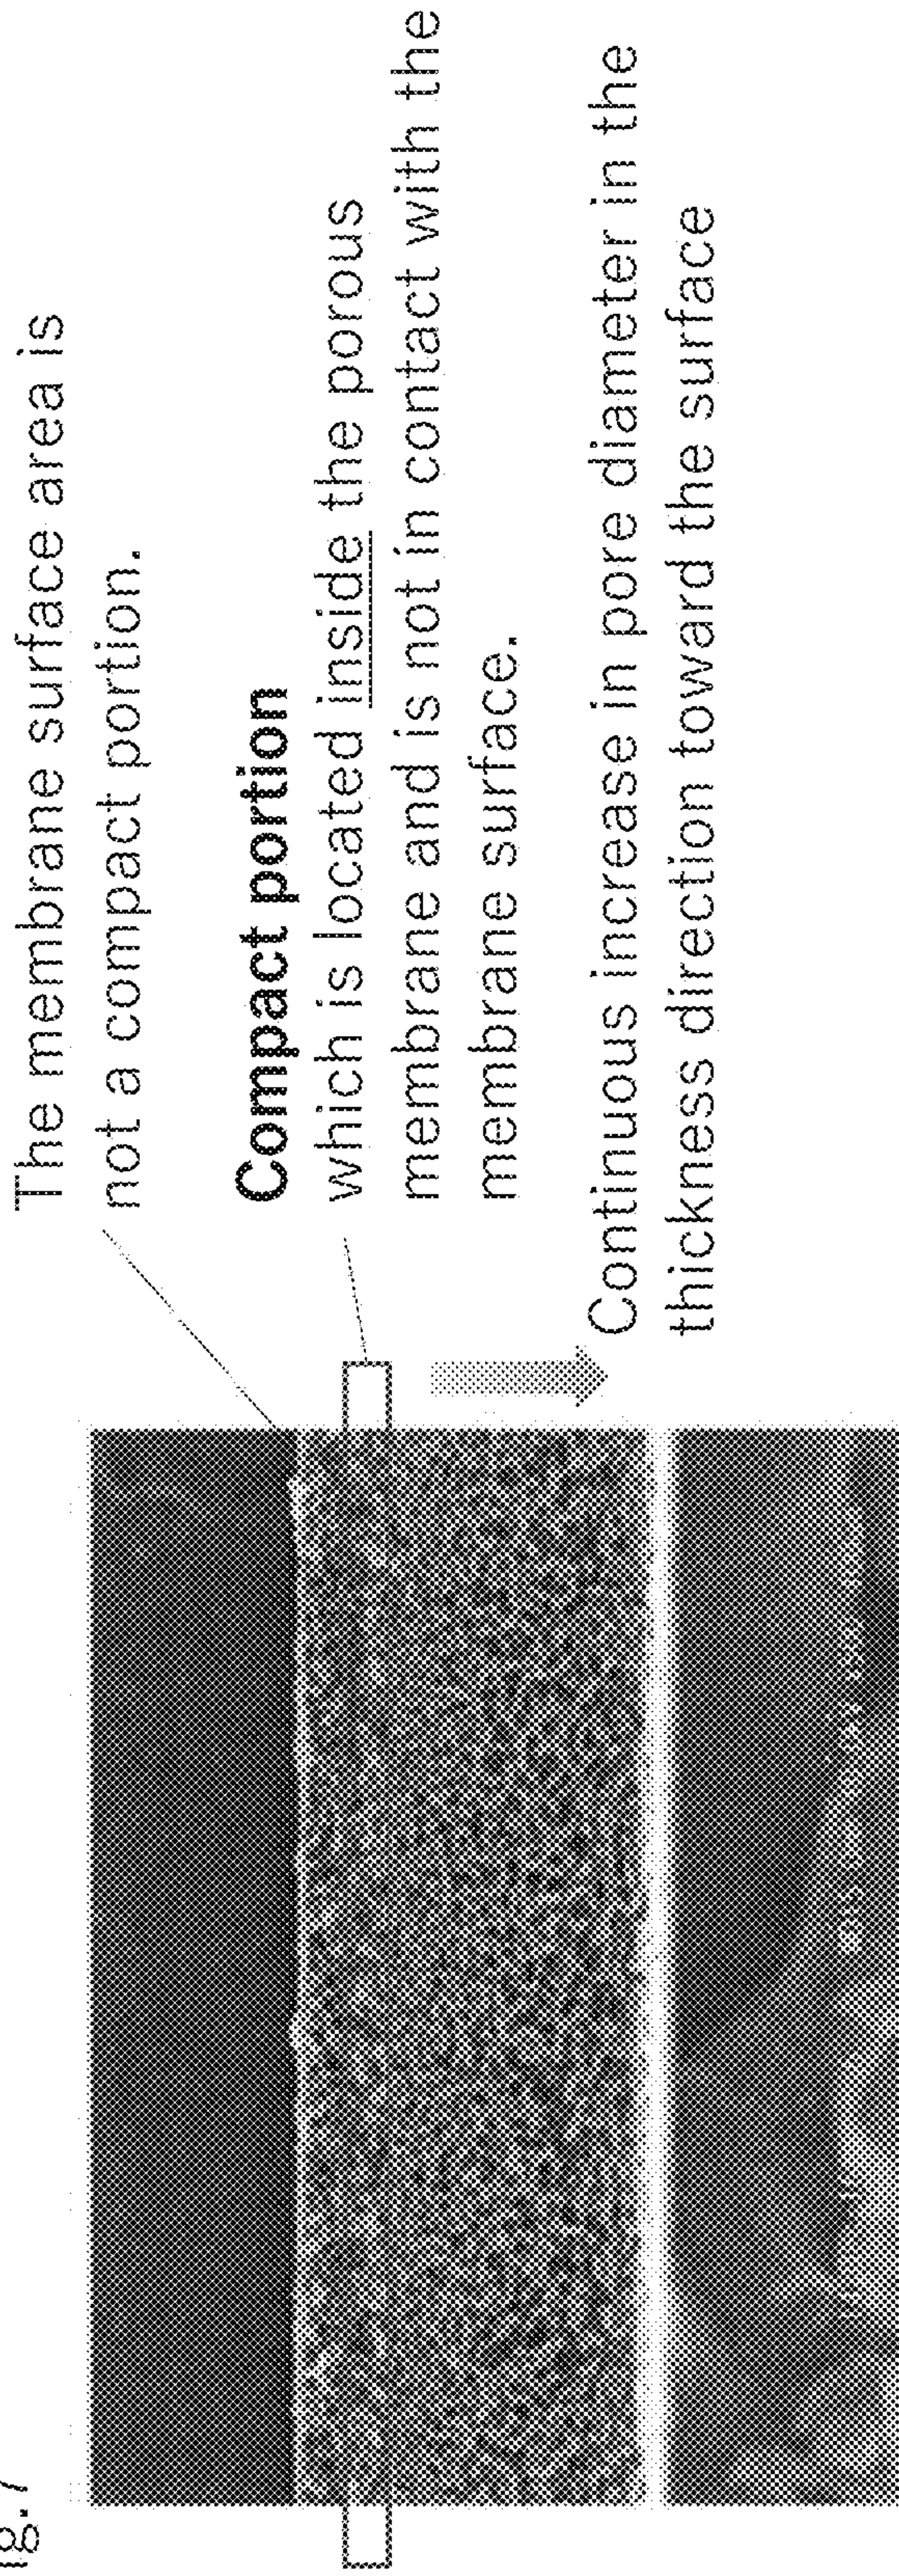 The membrane surface area is
not a compact portion.
Compact portion
which is located inside the porous
membrane and is not in contact with the
membrane surface.
Continuous increase in pore diameter in the
thickness direction toward the surface